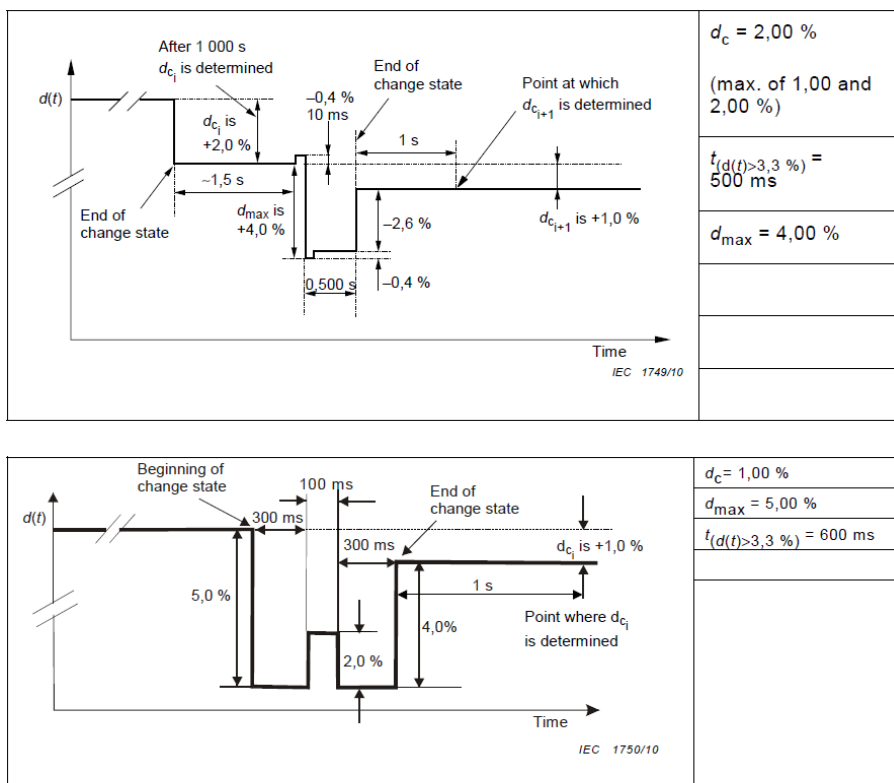 After 1 000 s
d_ci is determined
d(t)
d_ci is
+2,0 %
–0,4 %
10 ms
End of
change state
Point at which
d_ci+1 is determined
1 s
~1,5 s
End of
change state
d_max is
+4,0 %
–2,6 %
d_ci+1 is +1,0 %
0,500 s
–0,4 %
Time
IEC 1749/10
d_c = 2,00 %
(max. of 1,00 and
2,00 %)
t_(d(t)>3,3 %) =
500 ms
d_max = 4,00 %
Beginning of
change state
100 ms
End of
change state
d(t)
300 ms
300 ms
d_ci is +1,0 %
5,0 %
1 s
4,0%
Point where d_ci
is determined
2,0 %
Time
IEC 1750/10
d_c= 1,00 %
d_max = 5,00 %
t_(d(t)>3,3 %) = 600 ms